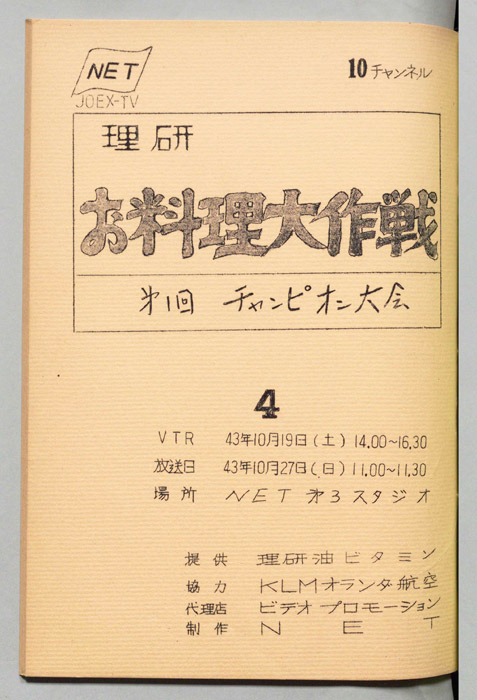 NET
JOEX-TV
10チャンネル
理研
お料理大作戦
第1回 チャンピオン大会
4
VTR 43年10月19日(土)14.00~16.30
放送日 43年10月27日(日)11.00~11.30
場所 NET 第3スタジオ
提供 理研油ビタミン
協力 KLMオランダ航空
代理店 ビデオプロモーション
制作 NET